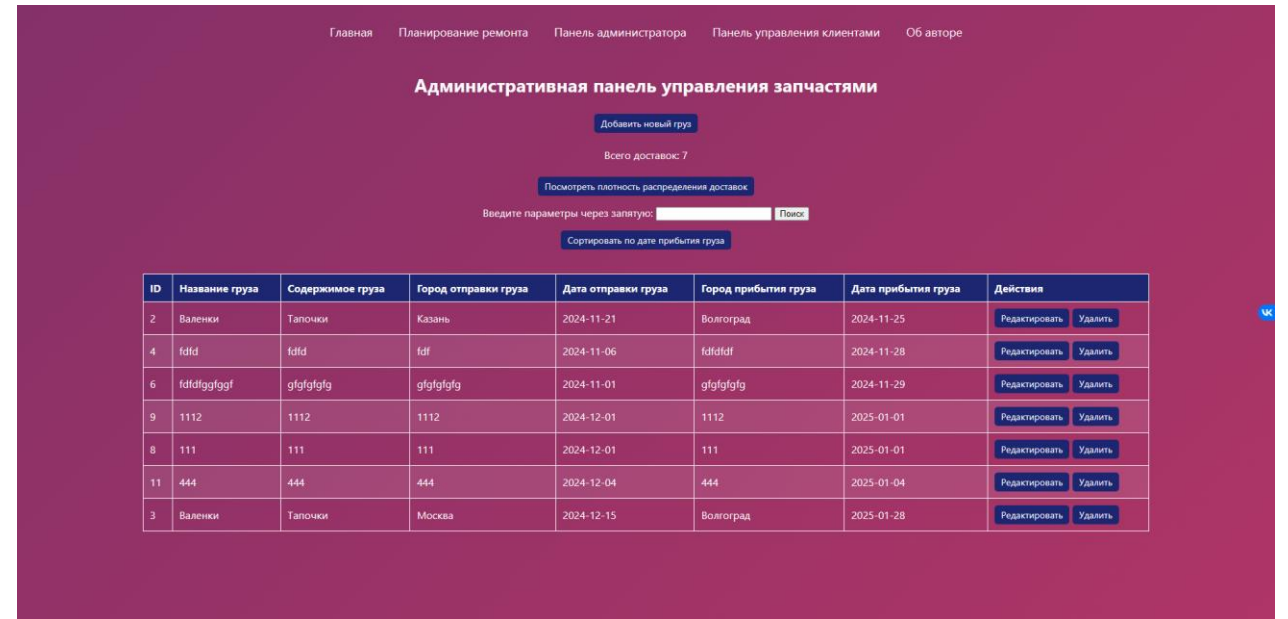 Главная Планирование ремонта Панель администратора Панель управления клиентами Об авторе
Административная панель управления запчастями
Добавить новый груз
Всего доставок: 7
Посмотреть плотность распределения доставок
Введите параметры через запятую: Поиск
Сортировать по дате прибытия груза
ID Название груза Содержимое груза Город отправки груза Дата отправки груза Город прибытия груза Дата прибытия груза Действия
2 Валенки Тапочки Казань 2024-11-21 Волгоград 2024-11-25 Редактировать Удалить
4 fdfd fdfd fdf 2024-11-06 fdfdfdf 2024-11-28 Редактировать Удалить
6 fdfdfggfggf gfgfgfgfg gfgfgfgfg 2024-11-01 gfgfgfgfg 2024-11-29 Редактировать Удалить
9 1112 1112 1112 2024-12-01 1112 2025-01-01 Редактировать Удалить
8 111 111 111 2024-12-01 111 2025-01-01 Редактировать Удалить
11 444 444 444 2024-12-04 444 2025-01-04 Редактировать Удалить
3 Валенки Тапочки Москва 2024-12-15 Волгоград 2025-01-28 Редактировать Удалить